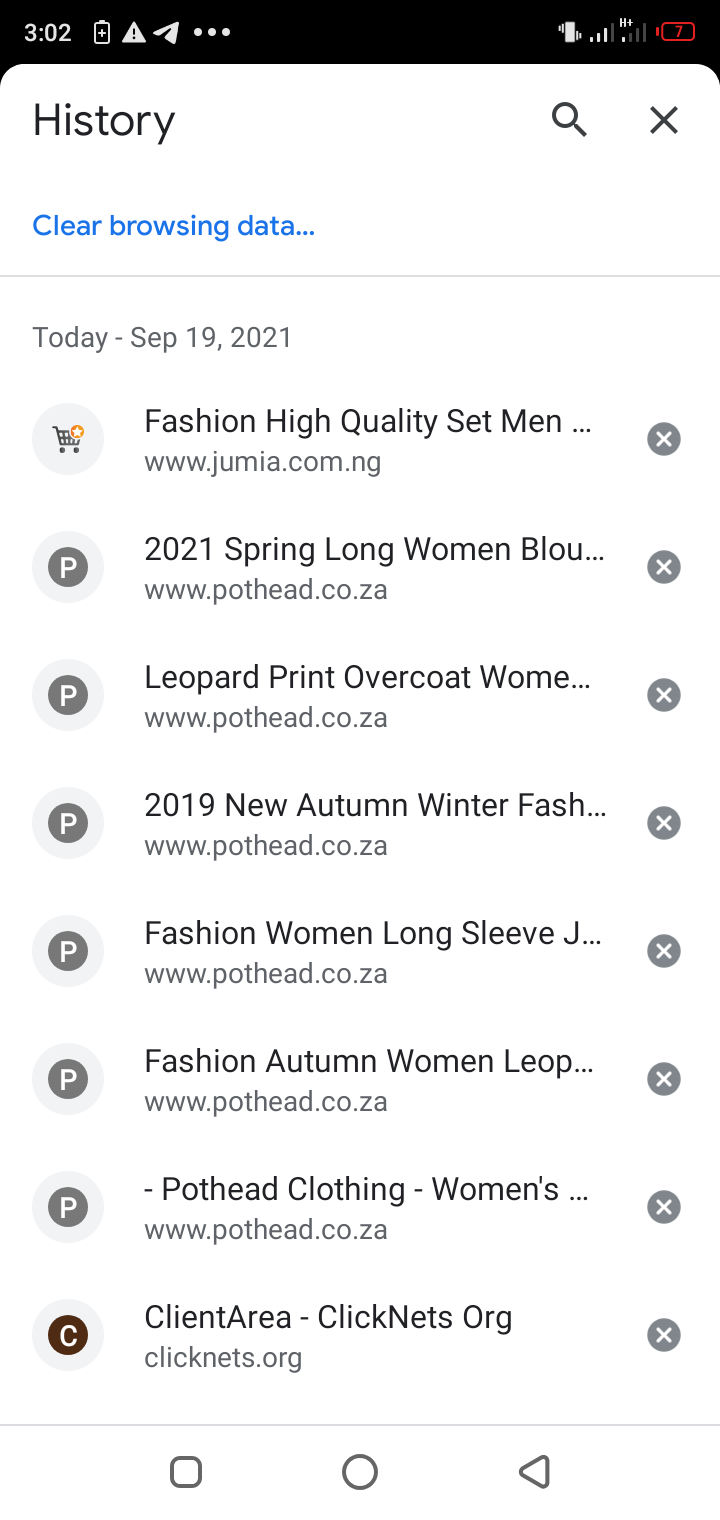 3:02
H+
7
History
Clear browsing data...
Today - Sep 19, 2021
Fashion High Quality Set Men ...
www.jumia.com.ng
P
2021 Spring Long Women Blou...
www.pothead.co.za
P
Leopard Print Overcoat Wome...
www.pothead.co.za
P
2019 New Autumn Winter Fash...
www.pothead.co.za
P
Fashion Women Long Sleeve J...
www.pothead.co.za
P
Fashion Autumn Women Leop...
www.pothead.co.za
P
- Pothead Clothing - Women's ...
www.pothead.co.za
C
ClientArea - ClickNets Org
clicknets.org